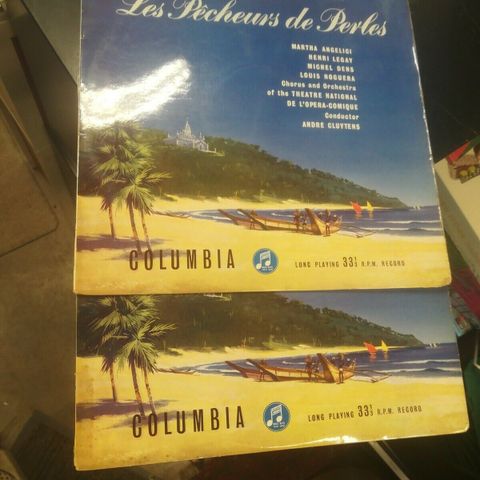 Les Pêcheurs de Perles
MARTHA ANGELICI
HENRI LEGAY
MICHEL DENS
LOUIS NOGUERA
Chorus and Orchestra
of the THEATRE NATIONAL
DE L'OPERA-COMIQUE
Conductor
ANDRE CLUYTENS
COLUMBIA
LONG PLAYING 33⅓ R.P.M. RECORD
COLUMBIA
LONG PLAYING 33⅓ R.P.M. RECORD